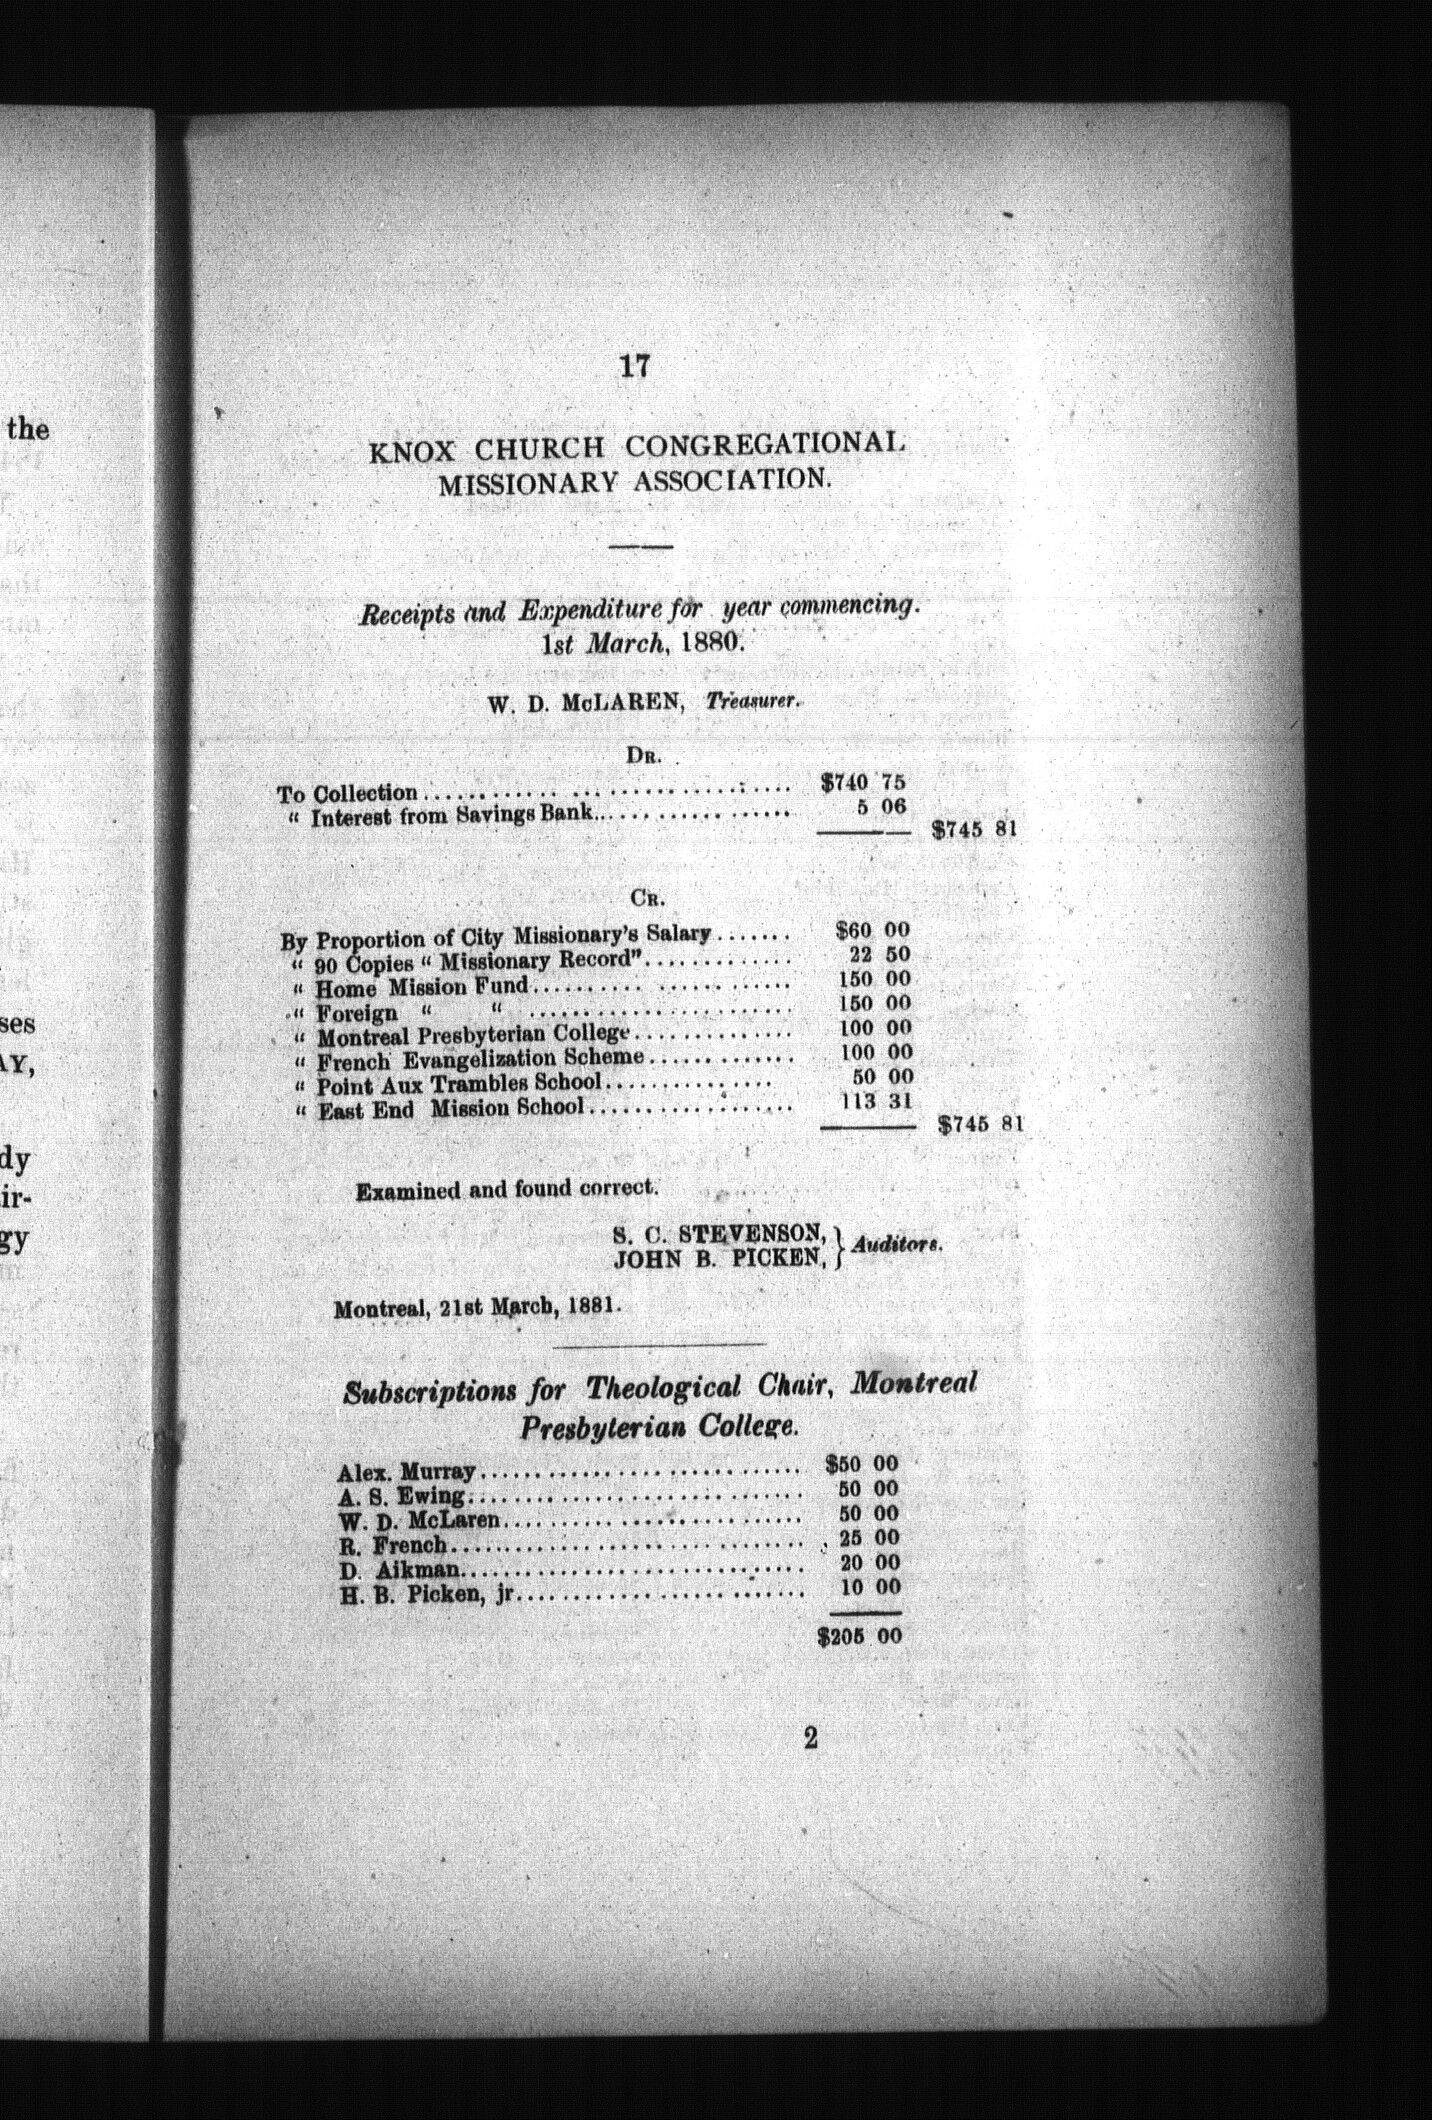 the
ses
AY,
dy
ir-
gy
17
KNOX CHURCH CONGREGATIONAL
MISSIONARY ASSOCIATION.
Receipts and Expenditure for year commencing.
1st March, 1880.
W. D. McLAREN, Treasurer.
DR.
To Collection........................................ $740 75
“ Interest from Savings Bank.................... 5 06
$745 81
CR.
By Proportion of City Missionary's Salary....... $60 00
“ 90 Copies “ Missionary Record”............. 22 50
“ Home Mission Fund...................... 150 00
“ Foreign “ “ ........................ 150 00
“ Montreal Presbyterian College.............. 100 00
“ French Evangelization Scheme............. 100 00
“ Point Aux Trambles School............... 50 00
“ East End Mission School.................. 113 31
$745 81
Examined and found correct.
S. C. STEVENSON,
JOHN B. PICKEN, } Auditors.
Montreal, 21st March, 1881.
Subscriptions for Theological Chair, Montreal
Presbyterian College.
Alex. Murray............................. $50 00
A. S. Ewing.............................. 50 00
W. D. McLaren........................... 50 00
R. French................................ 25 00
D. Aikman............................... 20 00
H. B. Picken, jr.......................... 10 00
$205 00
2